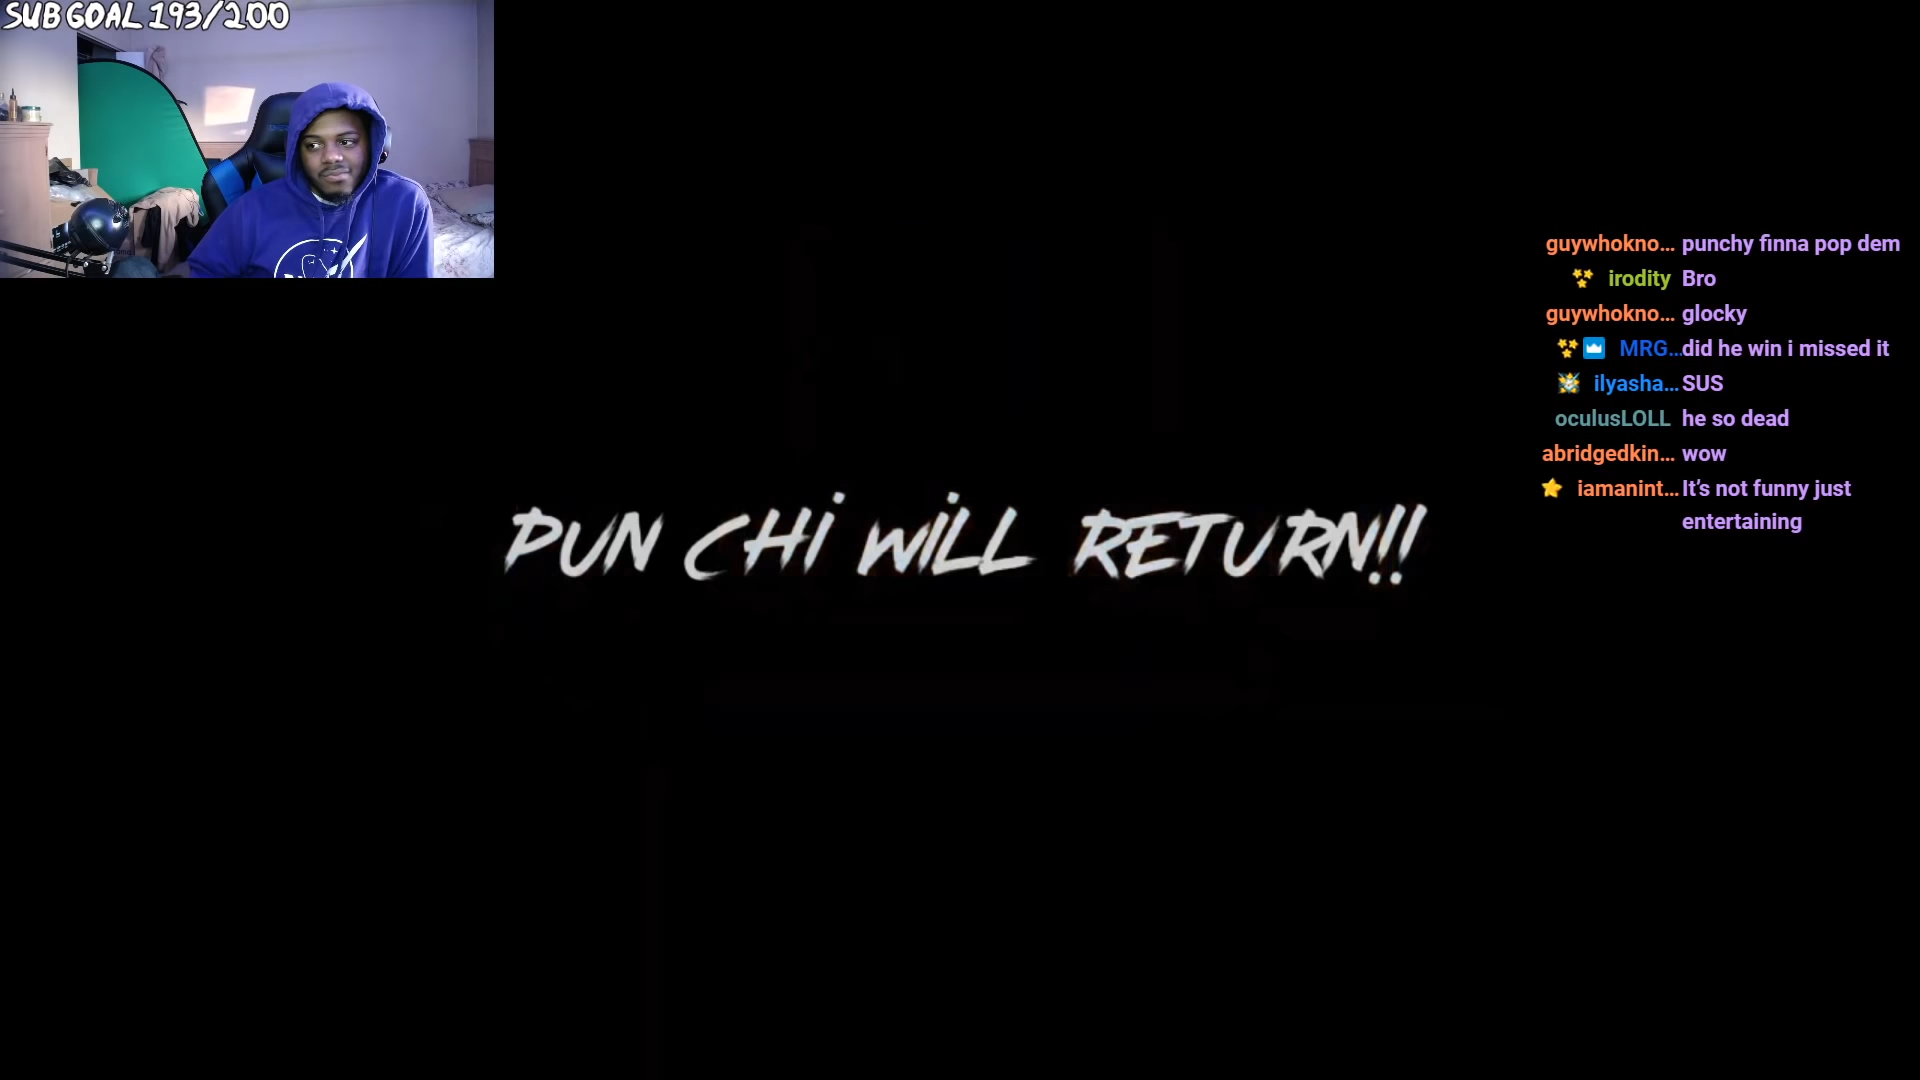 SUB GOAL 193/200
guywhokno... punchy finna pop dem
irodity Bro
guywhokno... glocky
MRG... did he win i missed it
ilyasha... SUS
oculusLOLL he so dead
abridgedkin... wow
iamanint... It's not funny just
entertaining
PUN CHI WILL RETURN!!